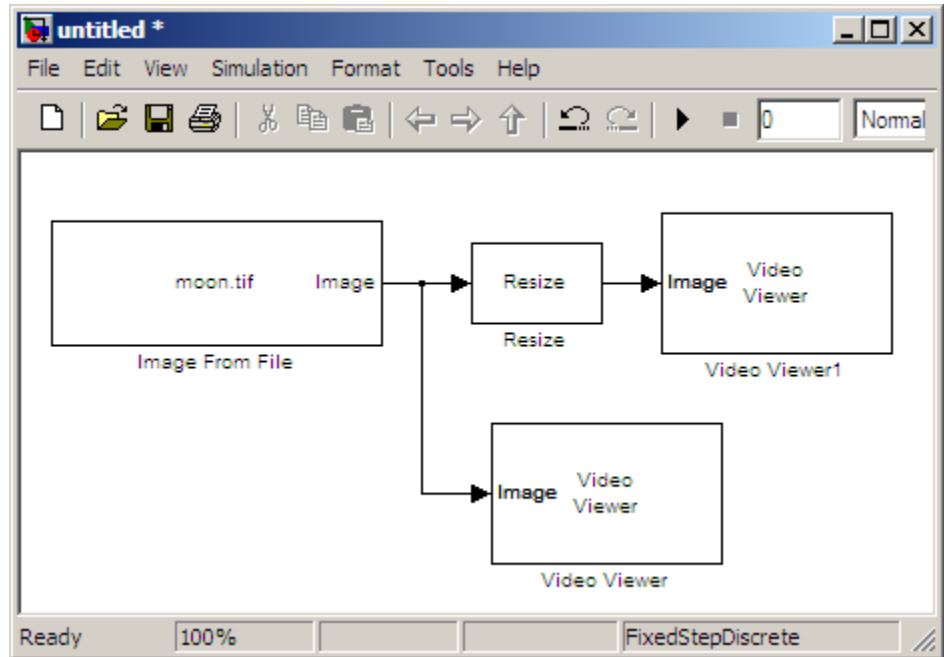 untitled *
File Edit View Simulation Format Tools Help
0 Normal
moon.tif Image
Image From File
Resize
Resize
Image Video
Viewer
Video Viewer1
Image Video
Viewer
Video Viewer
Ready 100% FixedStepDiscrete